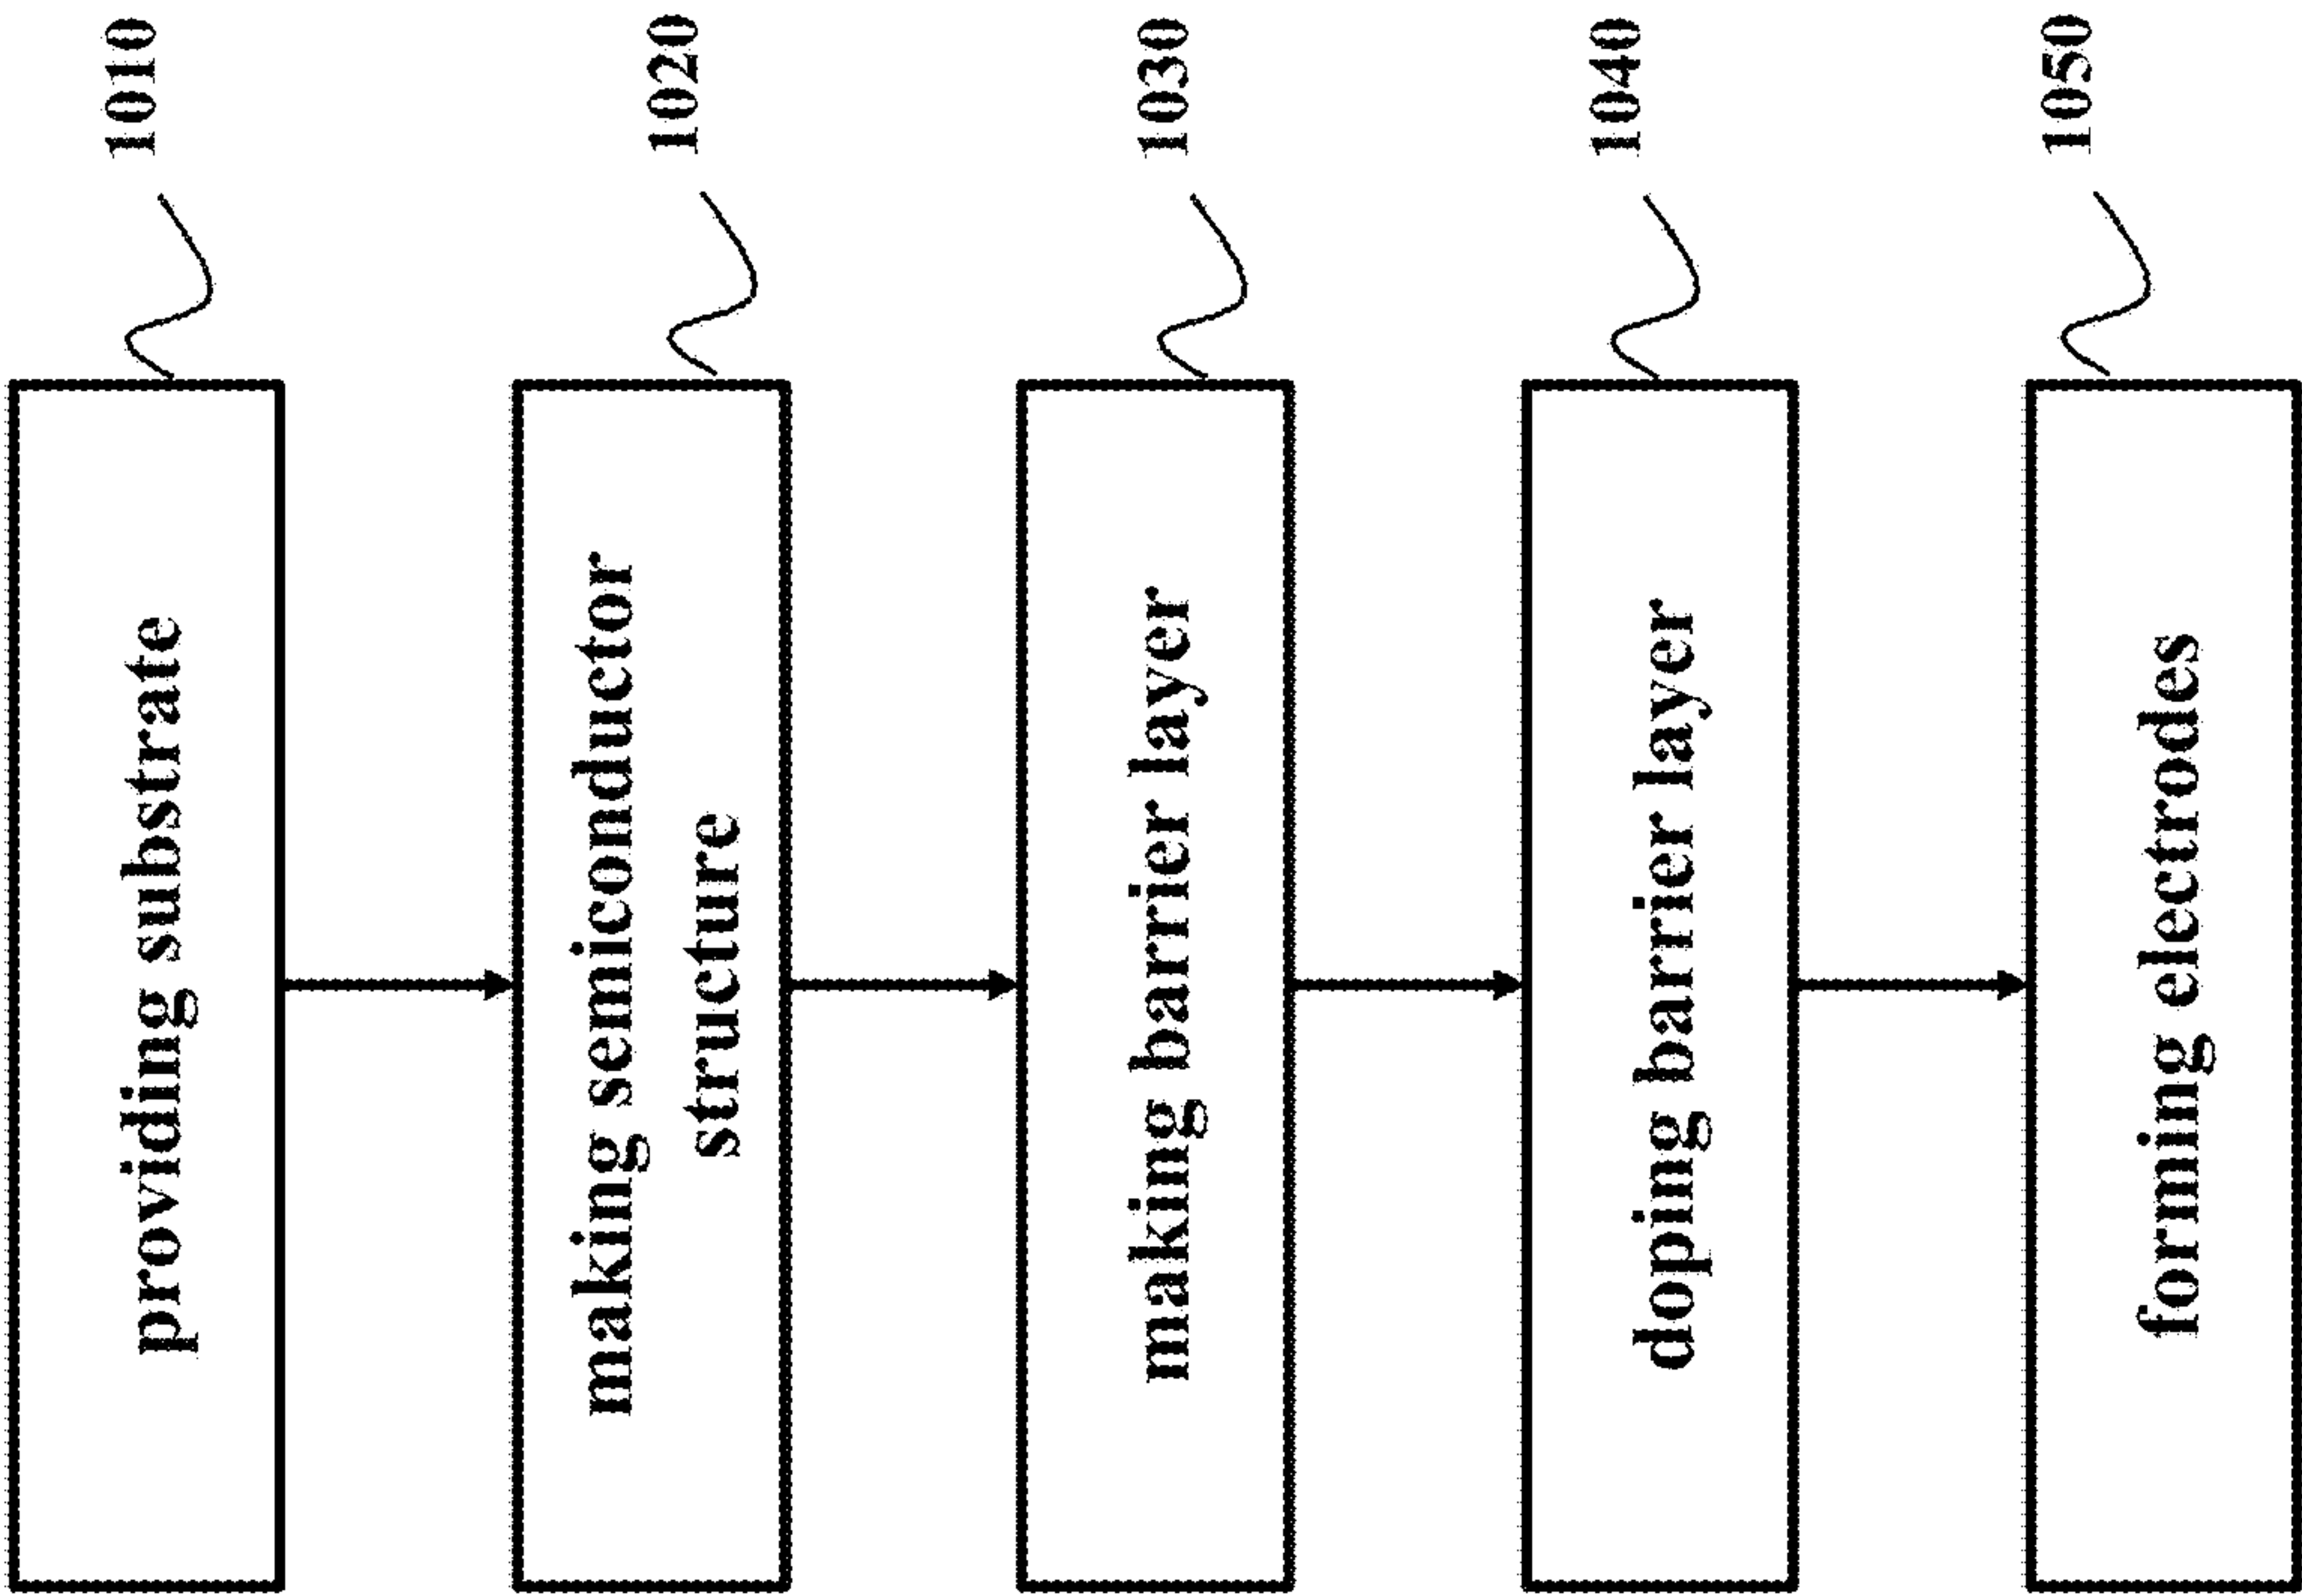 providing substrate
1010
making semiconductor
structure
1020
making barrier layer
1030
doping barrier layer
1040
forming electrodes
1050